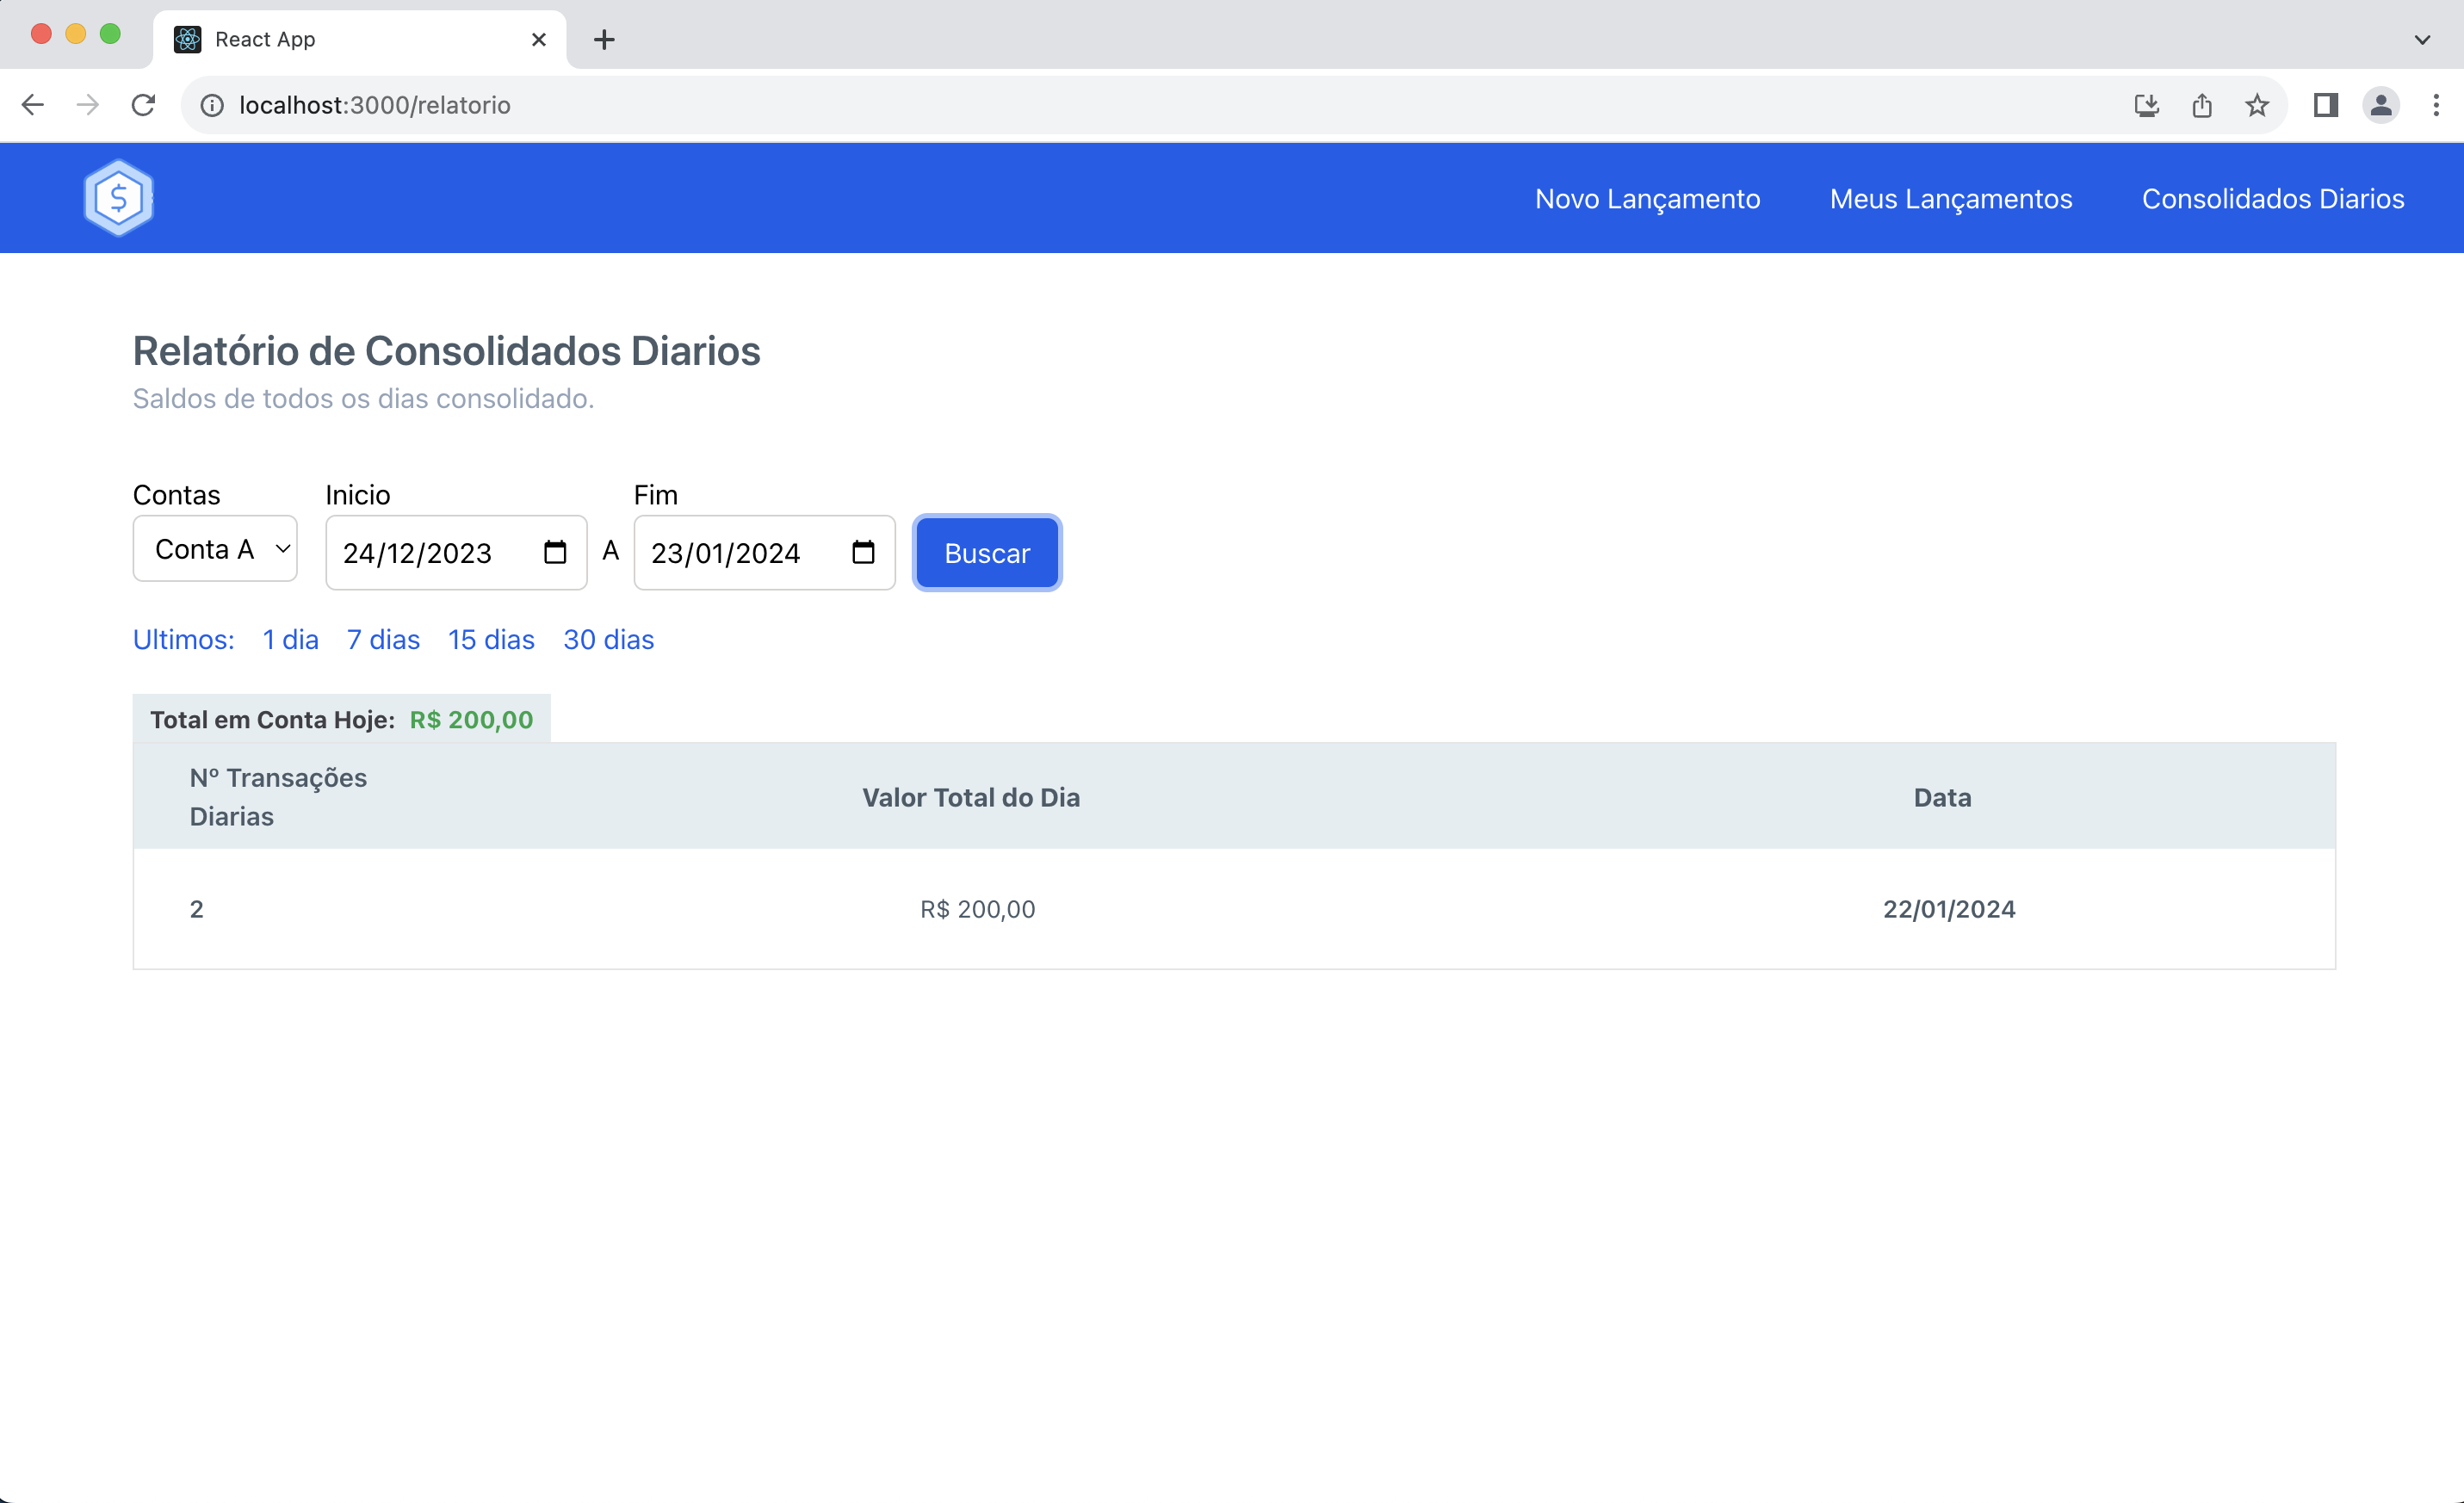 React App
localhost:3000/relatorio
$
Novo Lançamento Meus Lançamentos Consolidados Diarios
Relatório de Consolidados Diarios
Saldos de todos os dias consolidado.
Contas Inicio Fim
Conta A 24/12/2023 A 23/01/2024 Buscar
Ultimos: 1 dia 7 dias 15 dias 30 dias
Total em Conta Hoje: R$ 200,00
Nº Transações
Diarias
Valor Total do Dia
Data
2 R$ 200,00 22/01/2024